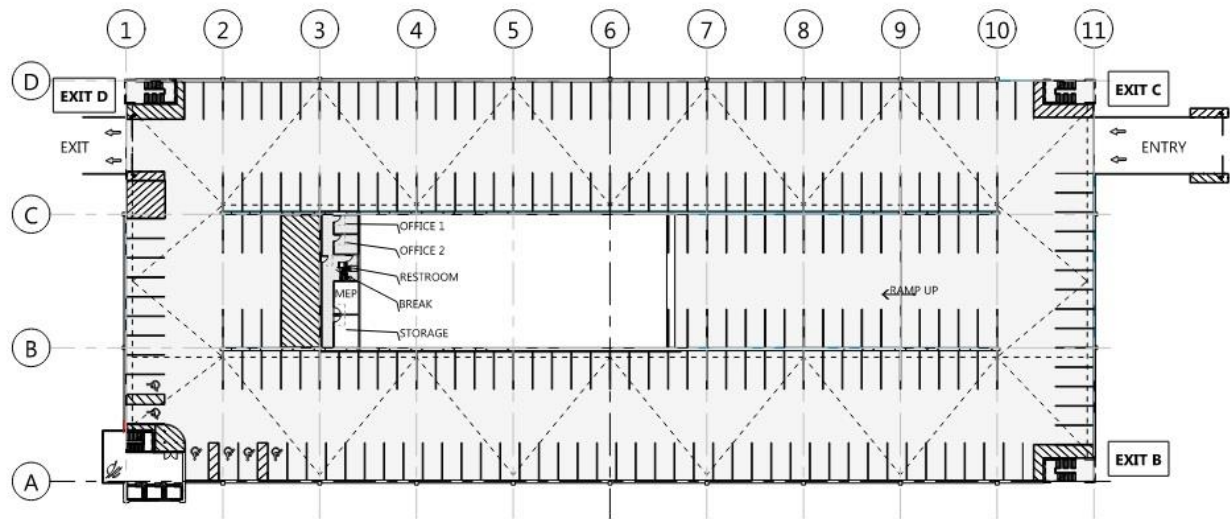 1 2 3 4 5 6 7 8 9 10 11
D
EXIT D
EXIT C
EXIT
ENTRY
C
OFFICE 1
OFFICE 2
RESTROOM
MEP
RAMP UP
BREAK
STORAGE
B
A
EXIT B